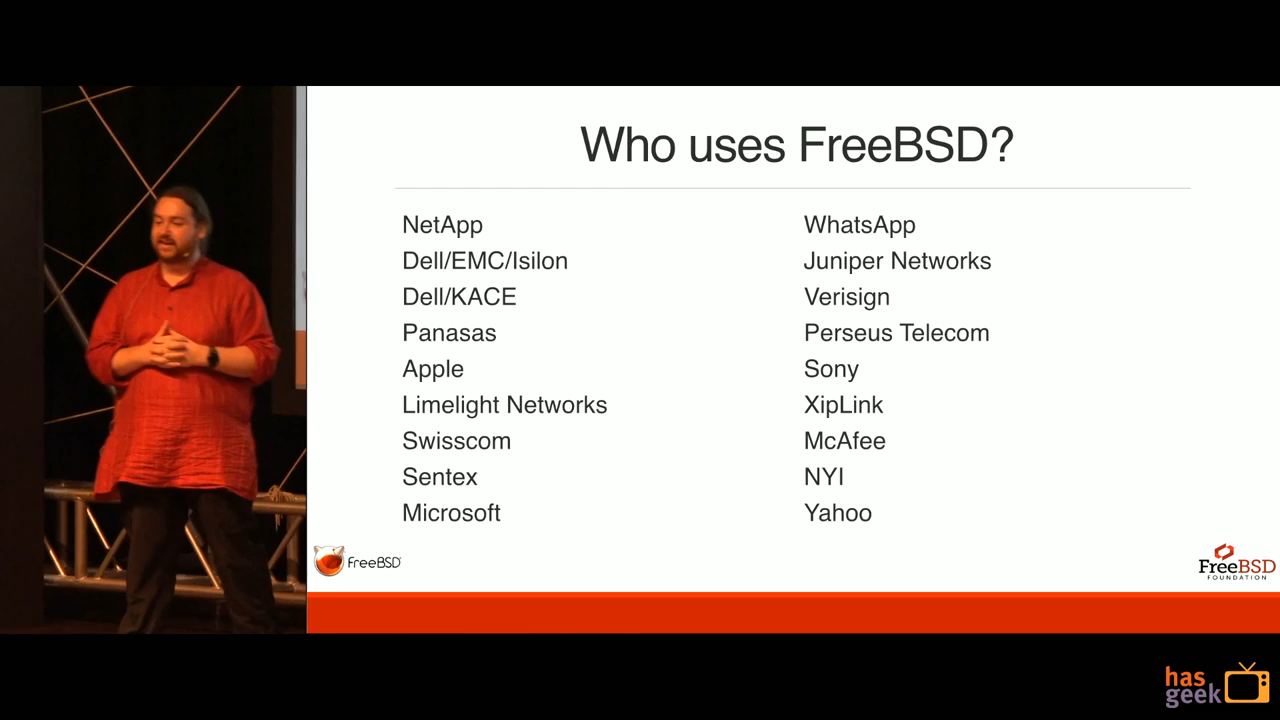 Who uses FreeBSD?
NetApp
Dell/EMC/Isilon
Dell/KACE
Panasas
Apple
Limelight Networks
Swisscom
Sentex
Microsoft
WhatsApp
Juniper Networks
Verisign
Perseus Telecom
Sony
XipLink
McAfee
NYI
Yahoo
FreeBSD
FreeBSD
FOUNDATION
has
geek